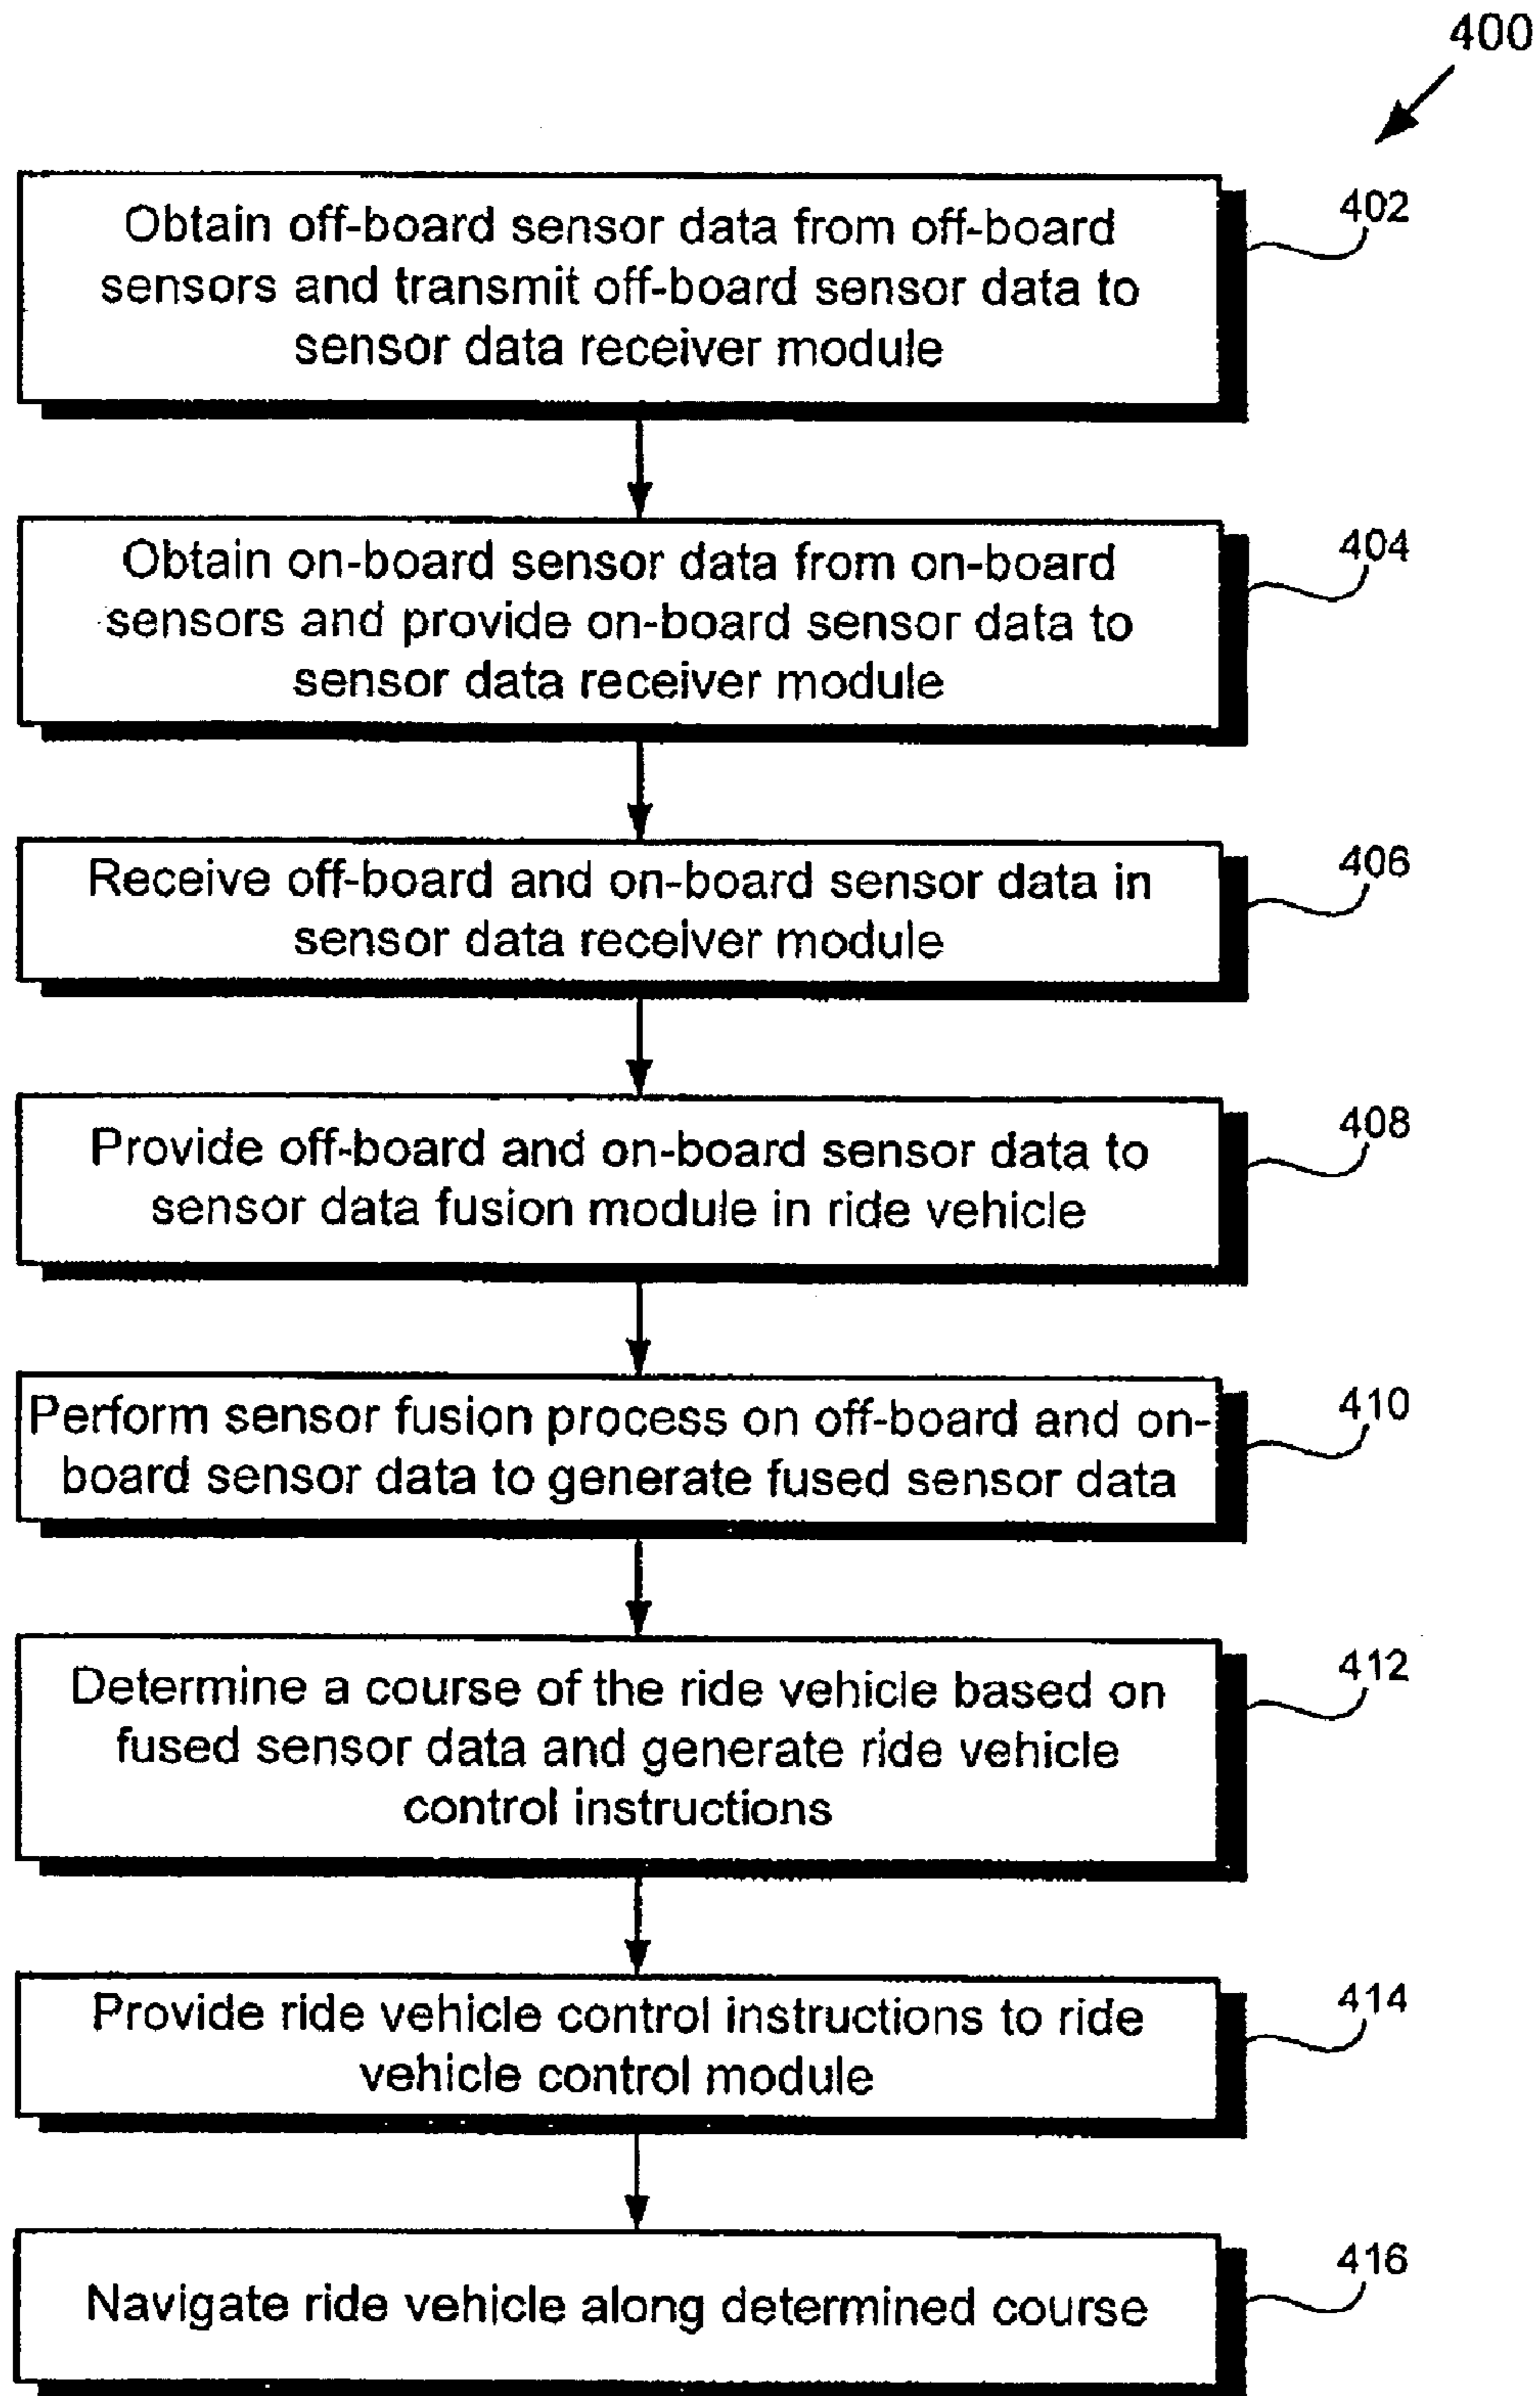 400
Obtain off-board sensor data from off-board
sensors and transmit off-board sensor data to
sensor data receiver module
402
Obtain on-board sensor data from on-board
sensors and provide on-board sensor data to
sensor data receiver module
404
Receive off-board and on-board sensor data in
sensor data receiver module
406
Provide off-board and on-board sensor data to
sensor data fusion module in ride vehicle
408
Perform sensor fusion process on off-board and on-
board sensor data to generate fused sensor data
410
Determine a course of the ride vehicle based on
fused sensor data and generate ride vehicle
control instructions
412
Provide ride vehicle control instructions to ride
vehicle control module
414
Navigate ride vehicle along determined course
416